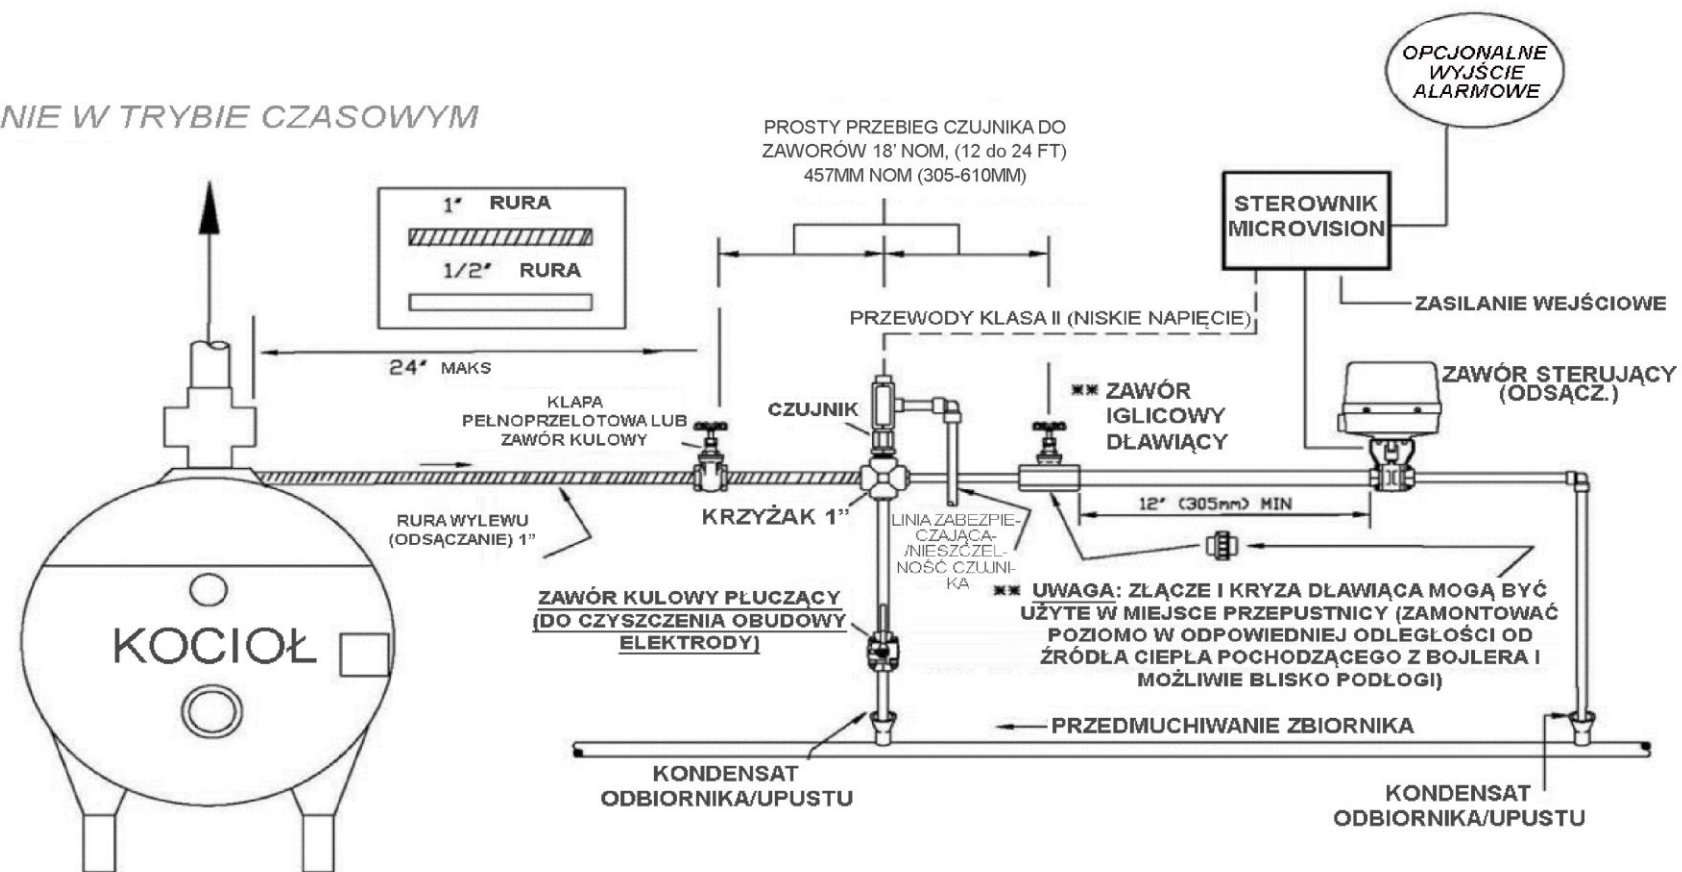 NIE W TRYBIE CZASOWYM
OPCJONALNE
WYJŚCIE
ALARMOWE
PROSTY PRZEBIEG CZUJNIKA DO
ZAWORÓW 18' NOM, (12 do 24 FT)
457MM NOM (305-610MM)
1" RURA
1/2" RURA
STEROWNIK
MICROVISION
ZASILANIE WEJŚCIOWE
PRZEWODY KLASA II (NISKIE NAPIĘCIE)
24" MAKS
KLAPA
PEŁNOPRZELOTOWA LUB
ZAWÓR KULOWY
CZUJNIK
** ZAWÓR
IGLICOWY
DŁAWIĄCY
ZAWÓR STERUJĄCY
(ODSĄCZ.)
RURA WYLEWU
(ODSĄCZANIE) 1"
KRZYŻAK 1"
LINIA ZABEZPIE-
CZAJĄCA-
/NIESZCZEL-
NOŚĆ CZUJNI-
KA
12" (305mm) MIN
ZAWÓR KULOWY PŁUCZĄCY
(DO CZYSZCZENIA OBUDOWY
ELEKTRODY)
** UWAGA: ZŁĄCZE I KRYZA DŁAWIĄCA MOGĄ BYĆ
UŻYTE W MIEJSCE PRZEPUSTNICY (ZAMONTOWAĆ
POZIOMO W ODPOWIEDNIEJ ODLEGŁOŚCI OD
ŹRÓDŁA CIEPŁA POCHODZĄCEGO Z BOJLERA I
MOŻLIWIE BLISKO PODŁOGI)
KOCIOŁ
PRZEDMUCHIWANIE ZBIORNIKA
KONDENSAT
ODBIORNIKA/UPUSTU
KONDENSAT
ODBIORNIKA/UPUSTU